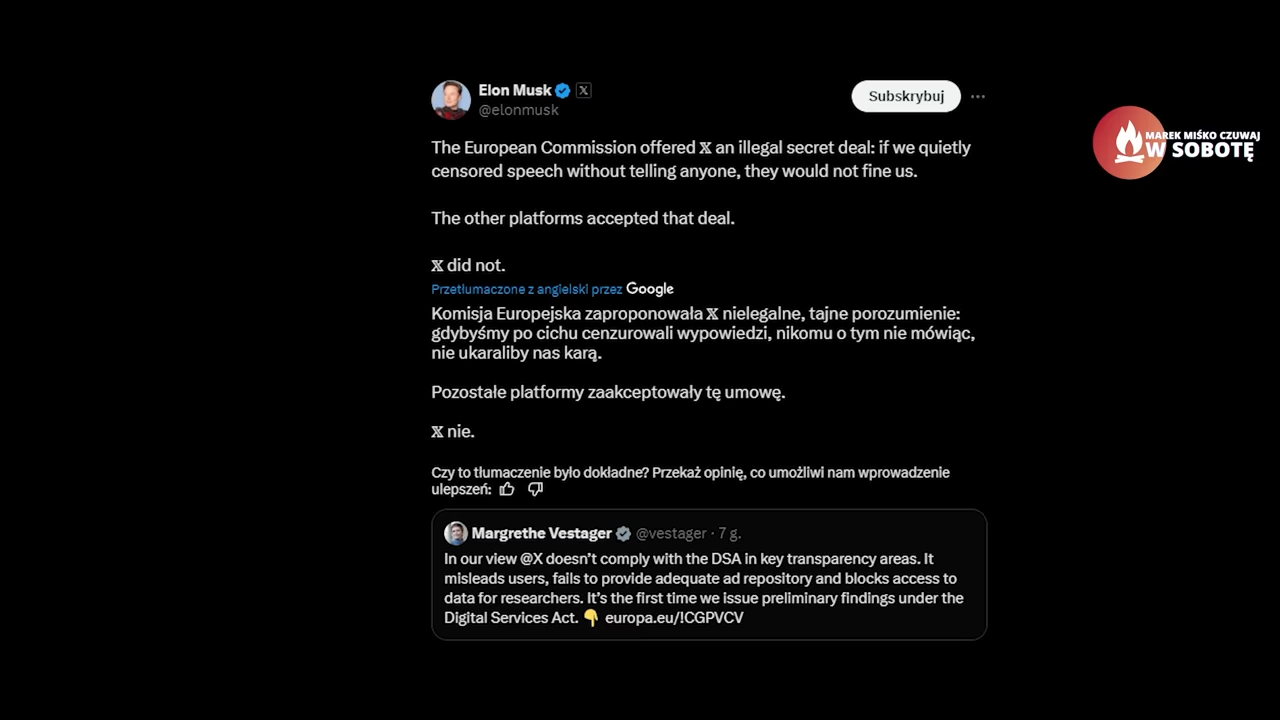 Elon Musk
@elonmusk
Subskrybuj
The European Commission offered 𝕏 an illegal secret deal: if we quietly
censored speech without telling anyone, they would not fine us.
The other platforms accepted that deal.
𝕏 did not.
Przetłumaczone z angielski przez Google
Komisja Europejska zaproponowała 𝕏 nielegalne, tajne porozumienie:
gdybyśmy po cichu cenzurowali wypowiedzi, nikomu o tym nie mówiąc,
nie ukaraliby nas karą.
Pozostałe platformy zaakceptowały tę umowę.
𝕏 nie.
Czy to tłumaczenie było dokładne? Przekaż opinię, co umożliwi nam wprowadzenie
ulepszeń:
Margrethe Vestager @vestager · 7 g.
In our view @X doesn't comply with the DSA in key transparency areas. It
misleads users, fails to provide adequate ad repository and blocks access to
data for researchers. It's the first time we issue preliminary findings under the
Digital Services Act. 👇 europa.eu/!CGPVCV
MAREK MIŚKO CZUWAJ
W SOBOTĘ